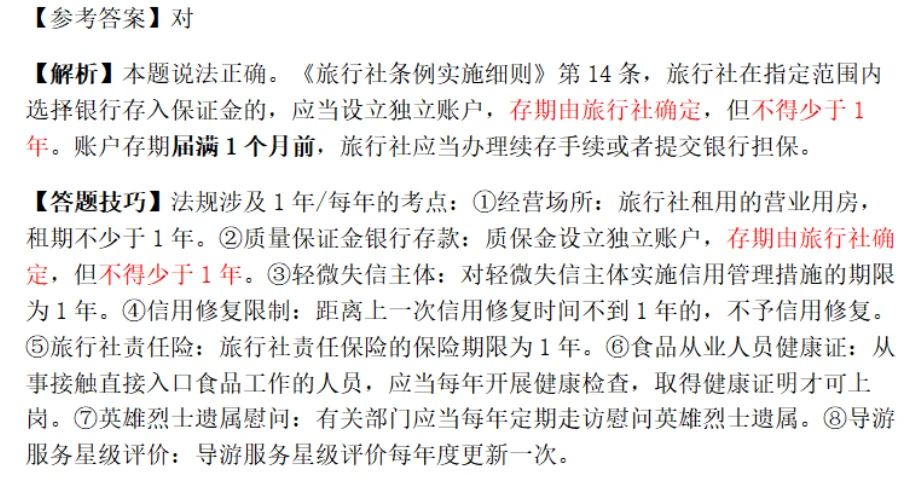 【参考答案】对
【解析】本题说法正确。《旅行社条例实施细则》第 14 条，旅行社在指定范围内
选择银行存入保证金的，应当设立独立账户，存期由旅行社确定，但不得少于 1
年。账户存期届满 1 个月前，旅行社应当办理续存手续或者提交银行担保。
【答题技巧】法规涉及 1 年/每年的考点：①经营场所：旅行社租用的营业用房，
租期不少于 1 年。②质量保证金银行存款：质保金设立独立账户，存期由旅行社确
定，但不得少于 1 年。③轻微失信主体：对轻微失信主体实施信用管理措施的期限
为 1 年。④信用修复限制：距离上一次信用修复时间不到 1 年的，不予信用修复。
⑤旅行社责任险：旅行社责任保险的保险期限为 1 年。⑥食品从业人员健康证：从
事接触直接入口食品工作的人员，应当每年开展健康检查，取得健康证明才可上
岗。⑦英雄烈士遗属慰问：有关部门应当每年定期走访慰问英雄烈士遗属。⑧导游
服务星级评价：导游服务星级评价每年度更新一次。